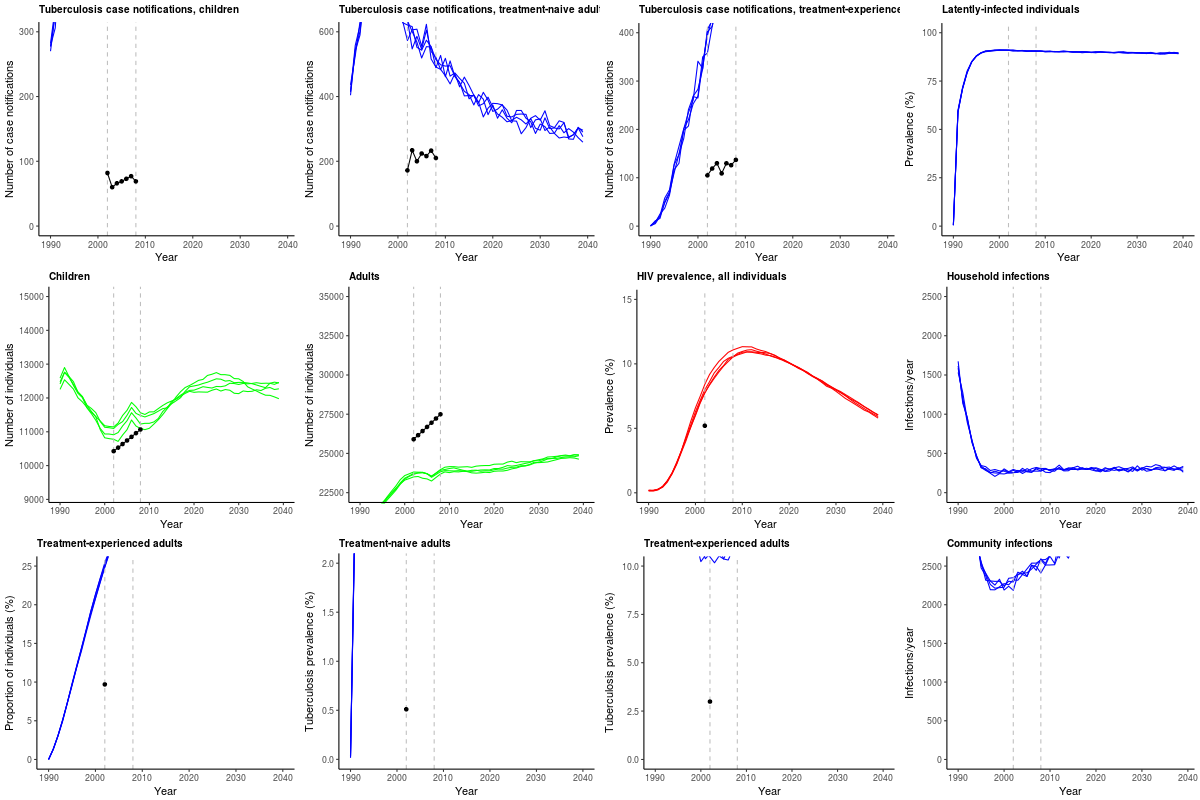 Tuberculosis case notifications, children
Number of case notifications
300
200
100
0
1990 2000 2010 2020 2030 2040
Year
Tuberculosis case notifications, treatment-naive adult
Number of case notifications
600
400
200
0
1990 2000 2010 2020 2030 2040
Year
Tuberculosis case notifications, treatment-experience
Number of case notifications
400
300
200
100
0
1990 2000 2010 2020 2030 2040
Year
Latently-infected individuals
Prevalence (%)
100
75
50
25
0
1990 2000 2010 2020 2030 2040
Year
Children
Number of individuals
15000
14000
13000
12000
11000
10000
9000
1990 2000 2010 2020 2030 2040
Year
Adults
Number of individuals
35000
32500
30000
27500
25000
22500
1990 2000 2010 2020 2030 2040
Year
HIV prevalence, all individuals
Prevalence (%)
15
10
5
0
1990 2000 2010 2020 2030 2040
Year
Household infections
Infections/year
2500
2000
1500
1000
500
0
1990 2000 2010 2020 2030 2040
Year
Treatment-experienced adults
Proportion of individuals (%)
25
20
15
10
5
0
1990 2000 2010 2020 2030 2040
Year
Treatment-naive adults
Tuberculosis prevalence (%)
2.0
1.5
1.0
0.5
0.0
1990 2000 2010 2020 2030 2040
Year
Treatment-experienced adults
Tuberculosis prevalence (%)
10.0
7.5
5.0
2.5
0.0
1990 2000 2010 2020 2030 2040
Year
Community infections
Infections/year
2500
2000
1500
1000
500
0
1990 2000 2010 2020 2030 2040
Year